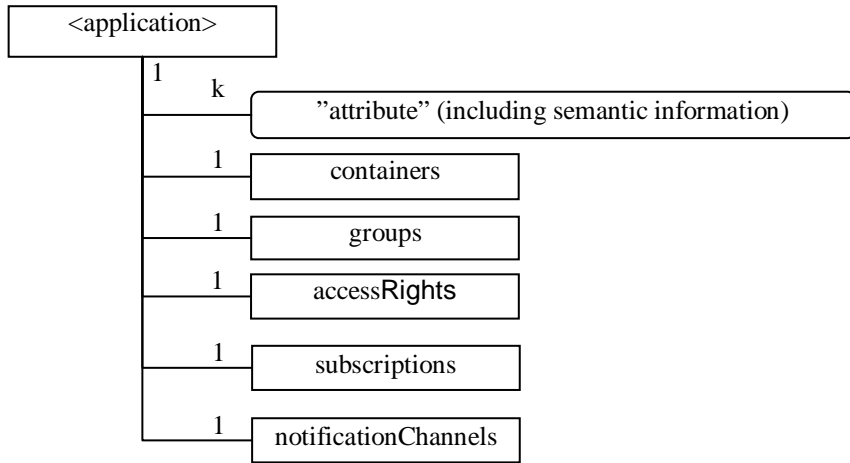 <application>
1
k
”attribute” (including semantic information)
1
containers
1
groups
1
accessRights
1
subscriptions
1
notificationChannels